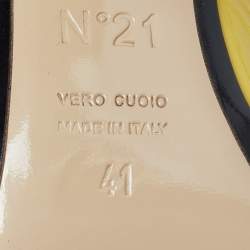 N°21
VERO CUOIO
MADE IN ITALY
41